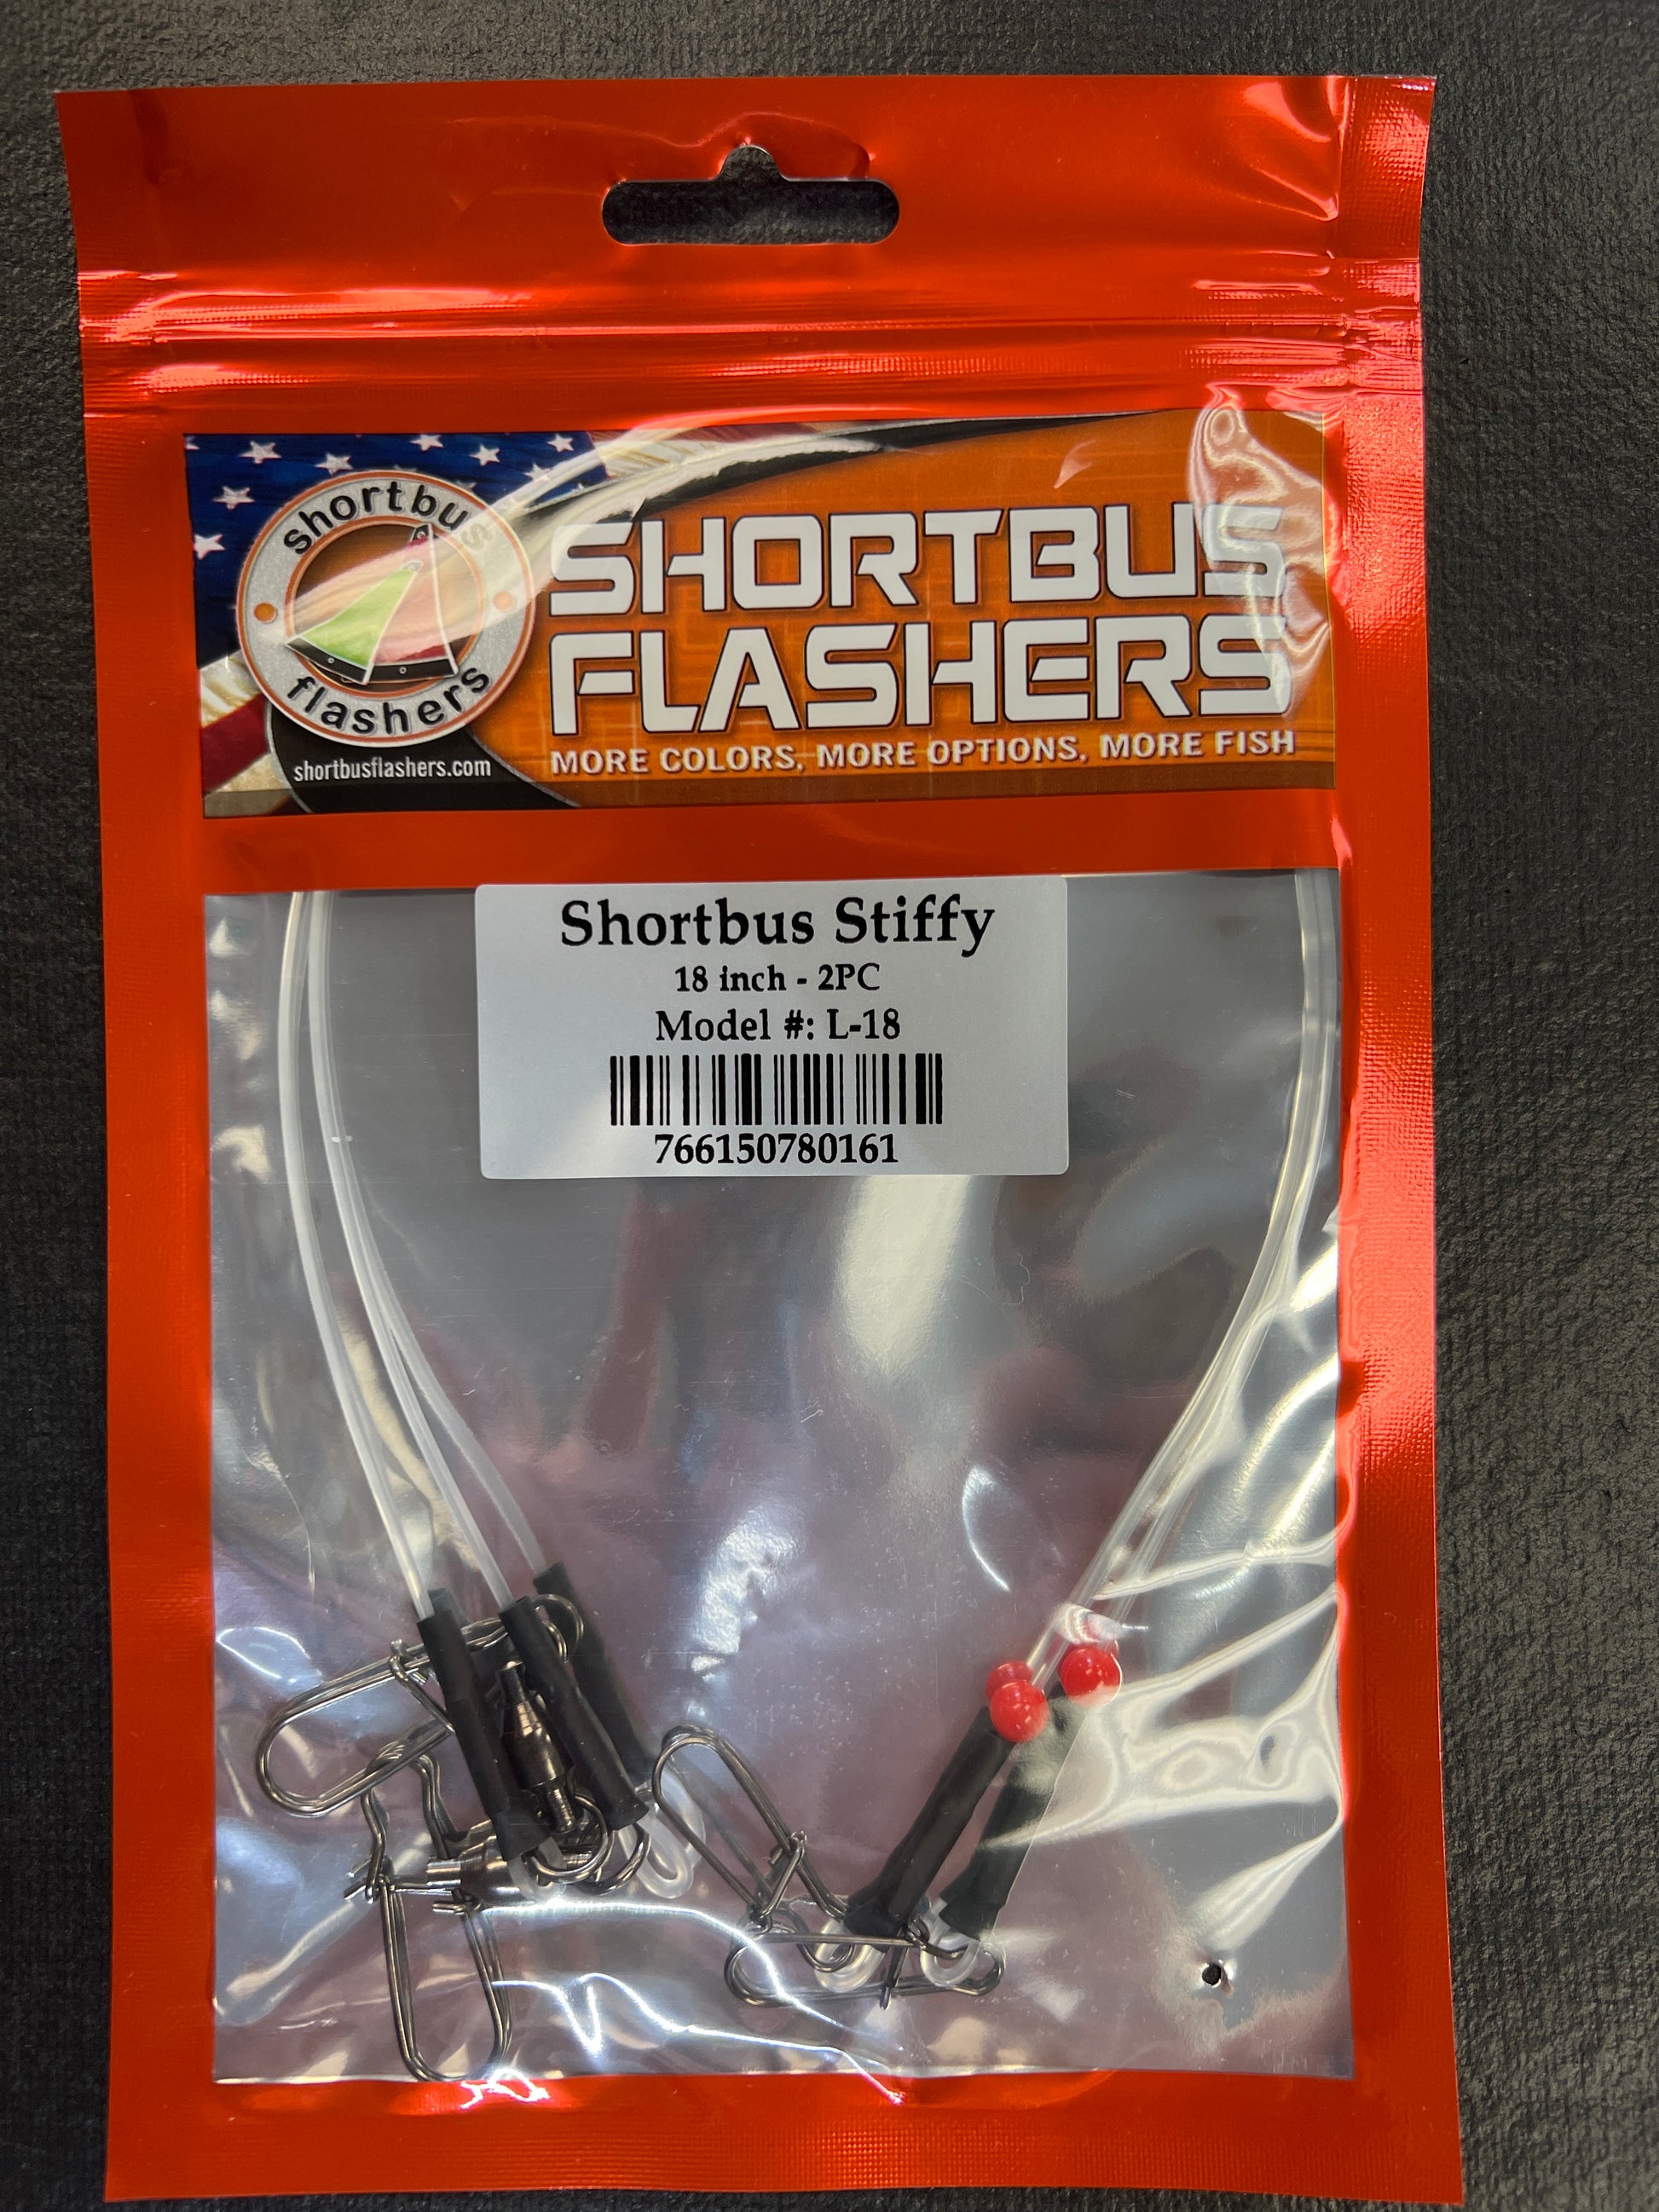 shortbus
flashers
shortbusflashers.com
SHORTBUS
FLASHERS
MORE COLORS, MORE OPTIONS, MORE FISH
Shortbus Stiffy
18 inch - 2PC
Model #: L-18
766150780161